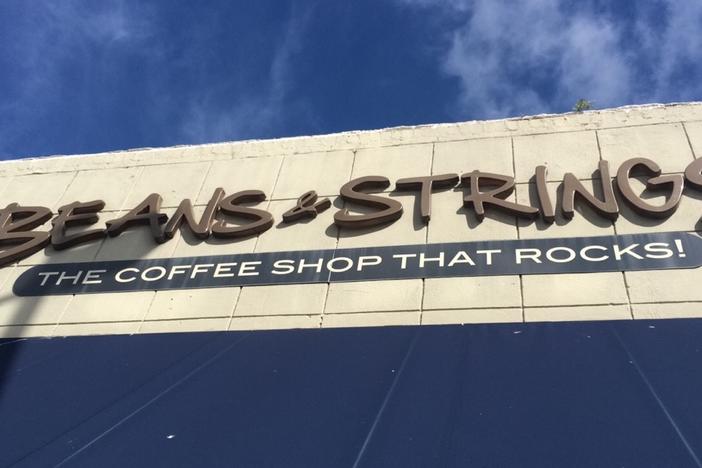 BEANS & STRINGS
THE COFFEE SHOP THAT ROCKS!